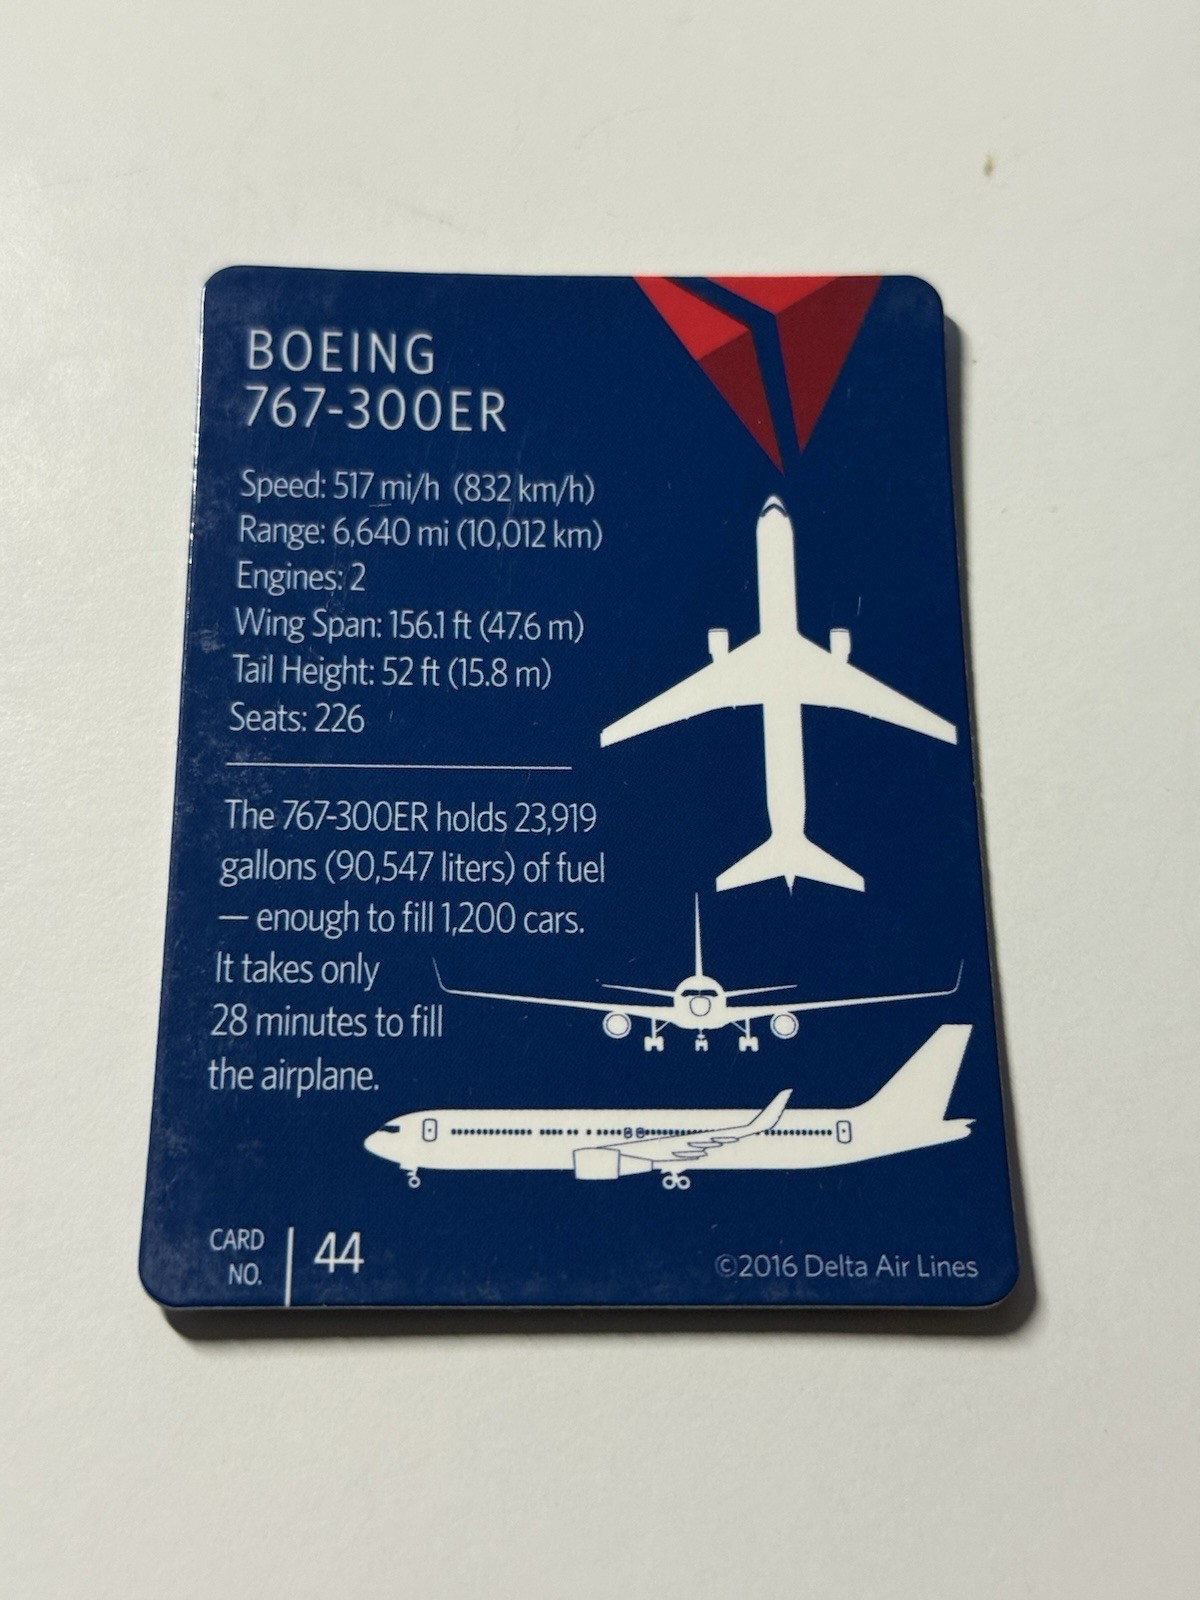 BOEING
767-300ER
Speed: 517 mi/h (832 km/h)
Range: 6,640 mi (10,012 km)
Engines: 2
Wing Span: 156.1 ft (47.6 m)
Tail Height: 52 ft (15.8 m)
Seats: 226
The 767-300ER holds 23,919
gallons (90,547 liters) of fuel
— enough to fill 1,200 cars.
It takes only
28 minutes to fill
the airplane.
CARD
NO.
44
©2016 Delta Air Lines